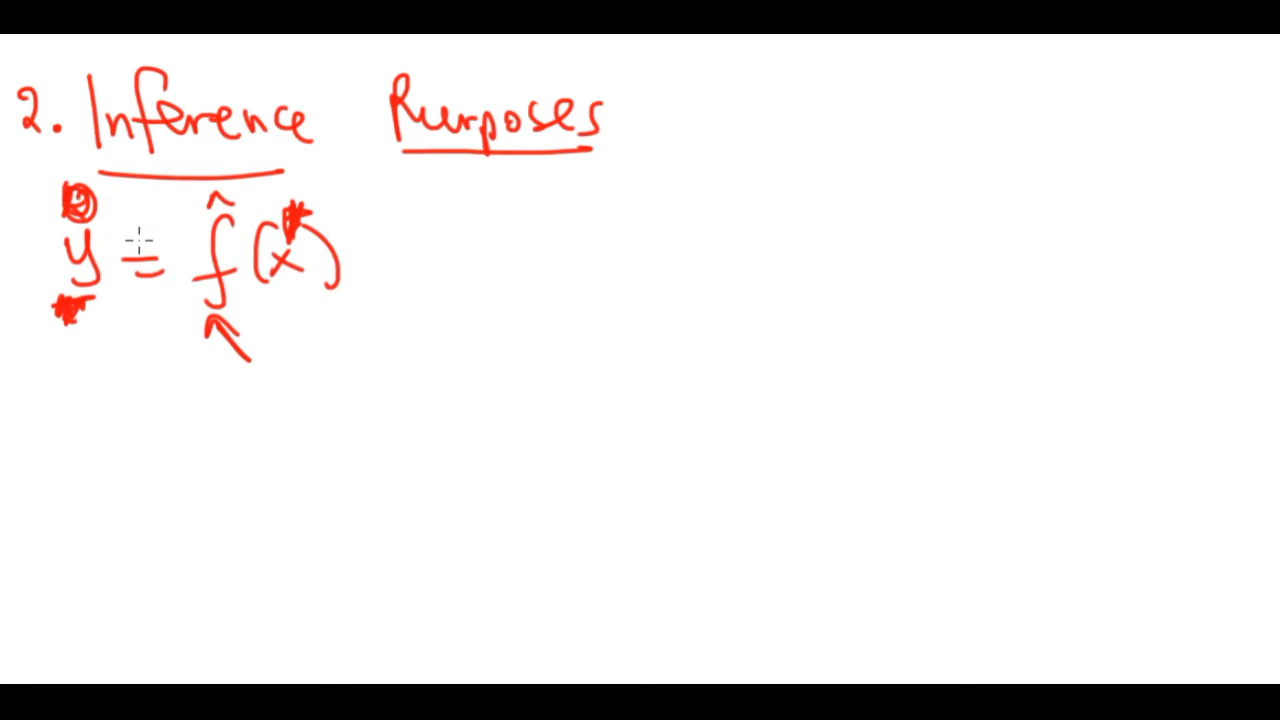 2. Inference Purposes
y = f̂(x)